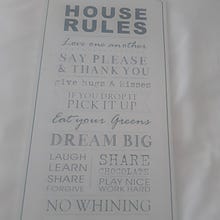 HOUSE
RULES
Love one another
SAY PLEASE
& THANK YOU
give hugs & kisses
IF YOU DROP IT
PICK IT UP
Eat your Greens
DREAM BIG
LAUGH
LEARN
SHARE
FORGIVE
SHARE
CHOCOLATE
PLAY NICE
WORK HARD
NO WHINING